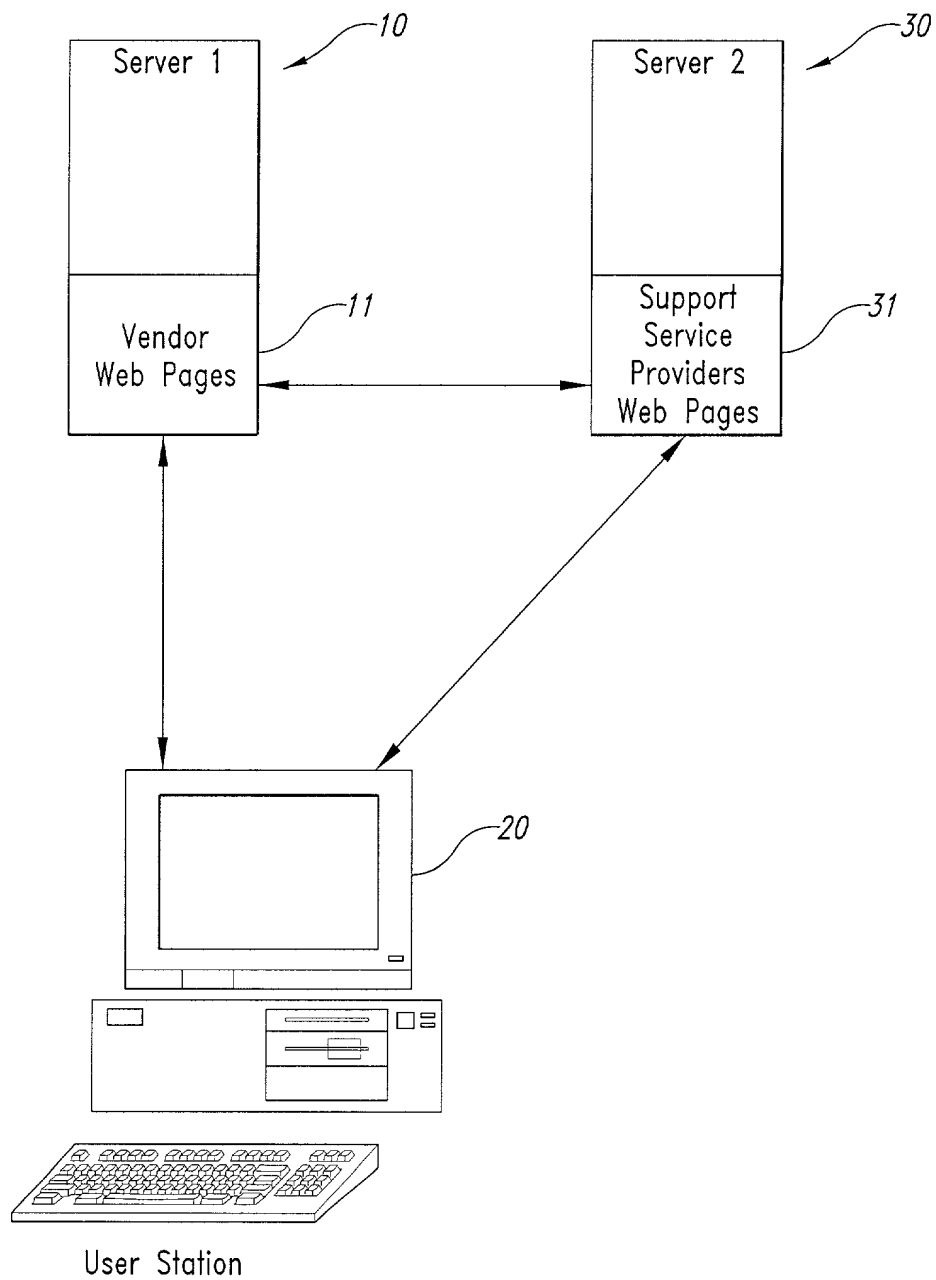 10
30
Server 1
Server 2
11
31
Vendor
Web Pages
Support
Service
Providers
Web Pages
20
User Station